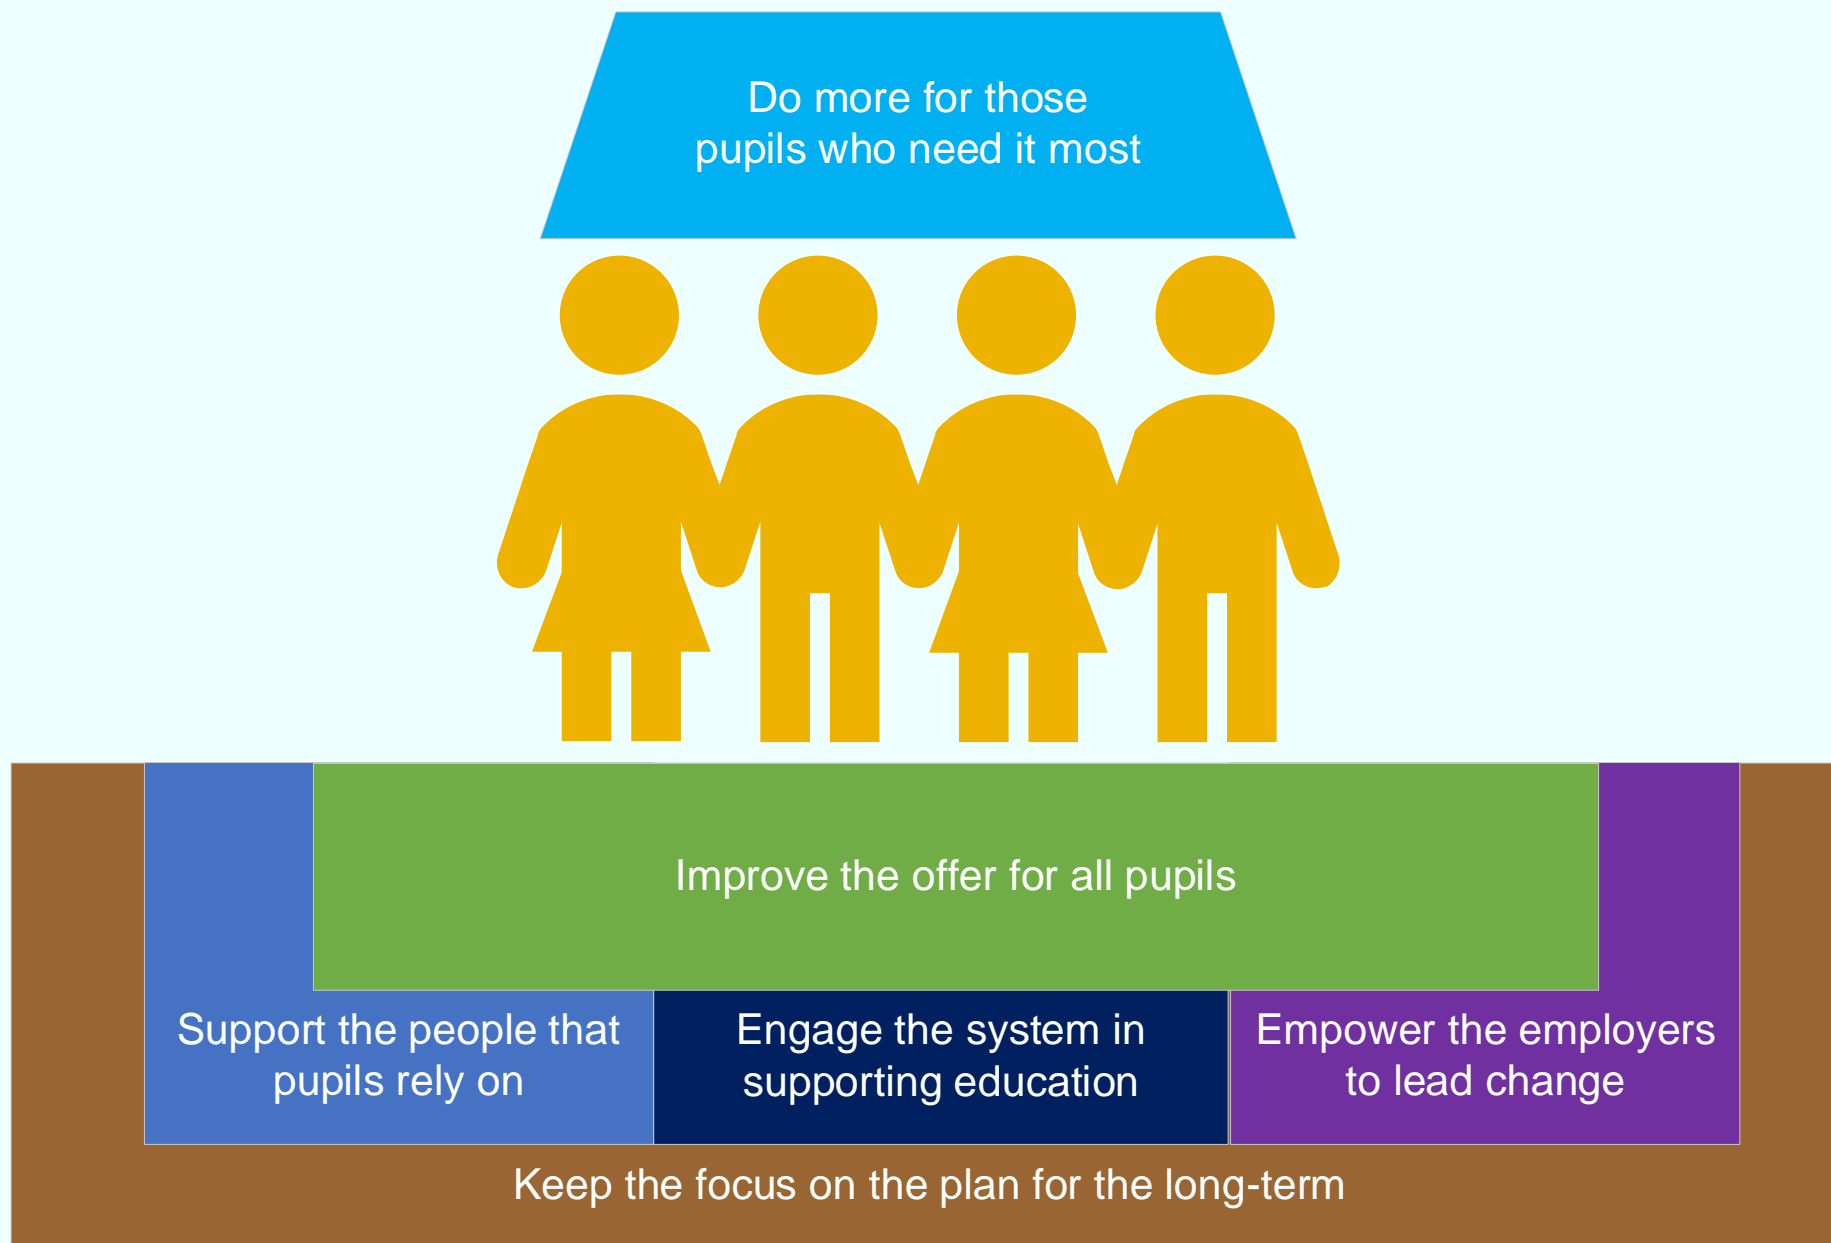 Do more for those
pupils who need it most
Improve the offer for all pupils
Support the people that
pupils rely on
Engage the system in
supporting education
Empower the employers
to lead change
Keep the focus on the plan for the long-term